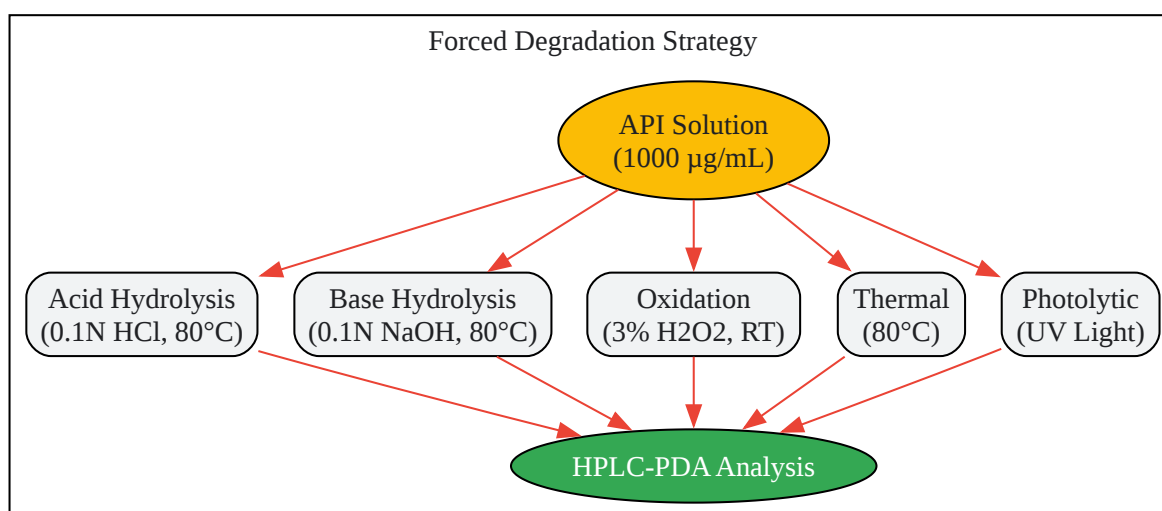 Forced Degradation Strategy
API Solution
(1000 µg/mL)
Acid Hydrolysis
(0.1N HCl, 80°C)
Base Hydrolysis
(0.1N NaOH, 80°C)
Oxidation
(3% H2O2, RT)
Thermal
(80°C)
Photolytic
(UV Light)
HPLC-PDA Analysis